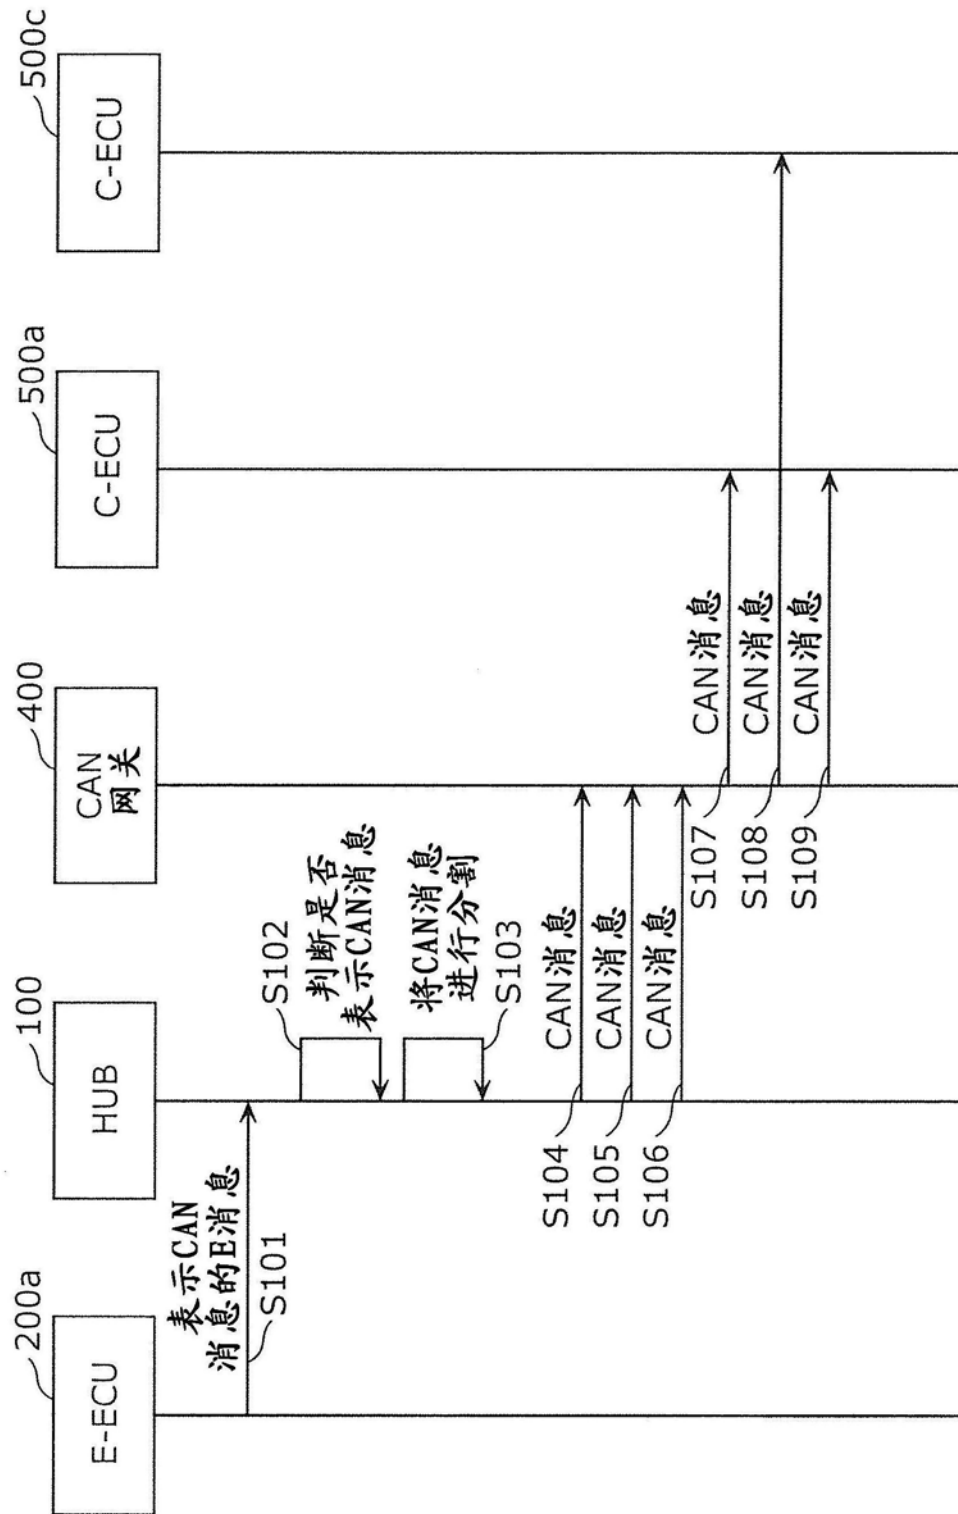 200a
E-ECU
100
HUB
400
CAN
网关
500a
C-ECU
500c
C-ECU
表示CAN
消息的E消息
S101
S102
判断是否
表示CAN消息
将CAN消息
进行分割
S103
S104
CAN消息
S105
CAN消息
S106
CAN消息
S107
CAN消息
S108
CAN消息
S109
CAN消息